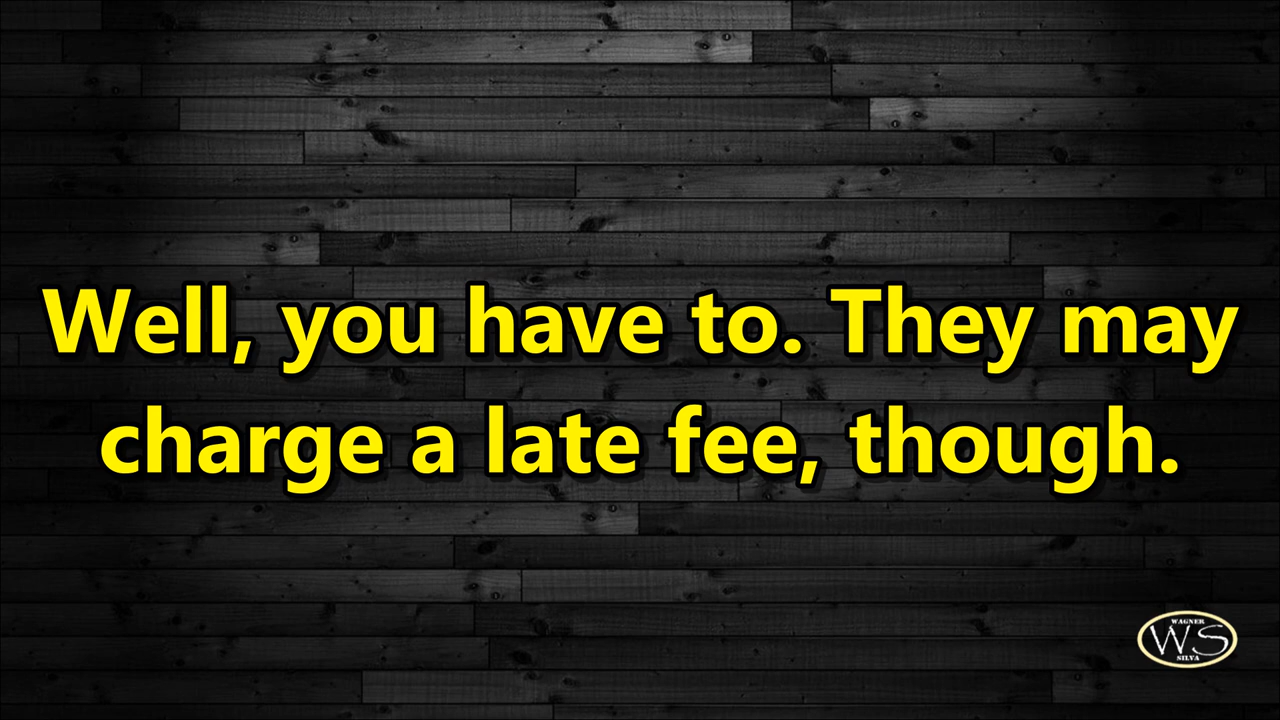 Well, you have to. They may
charge a late fee, though.
WAGNER
WS
SILVA